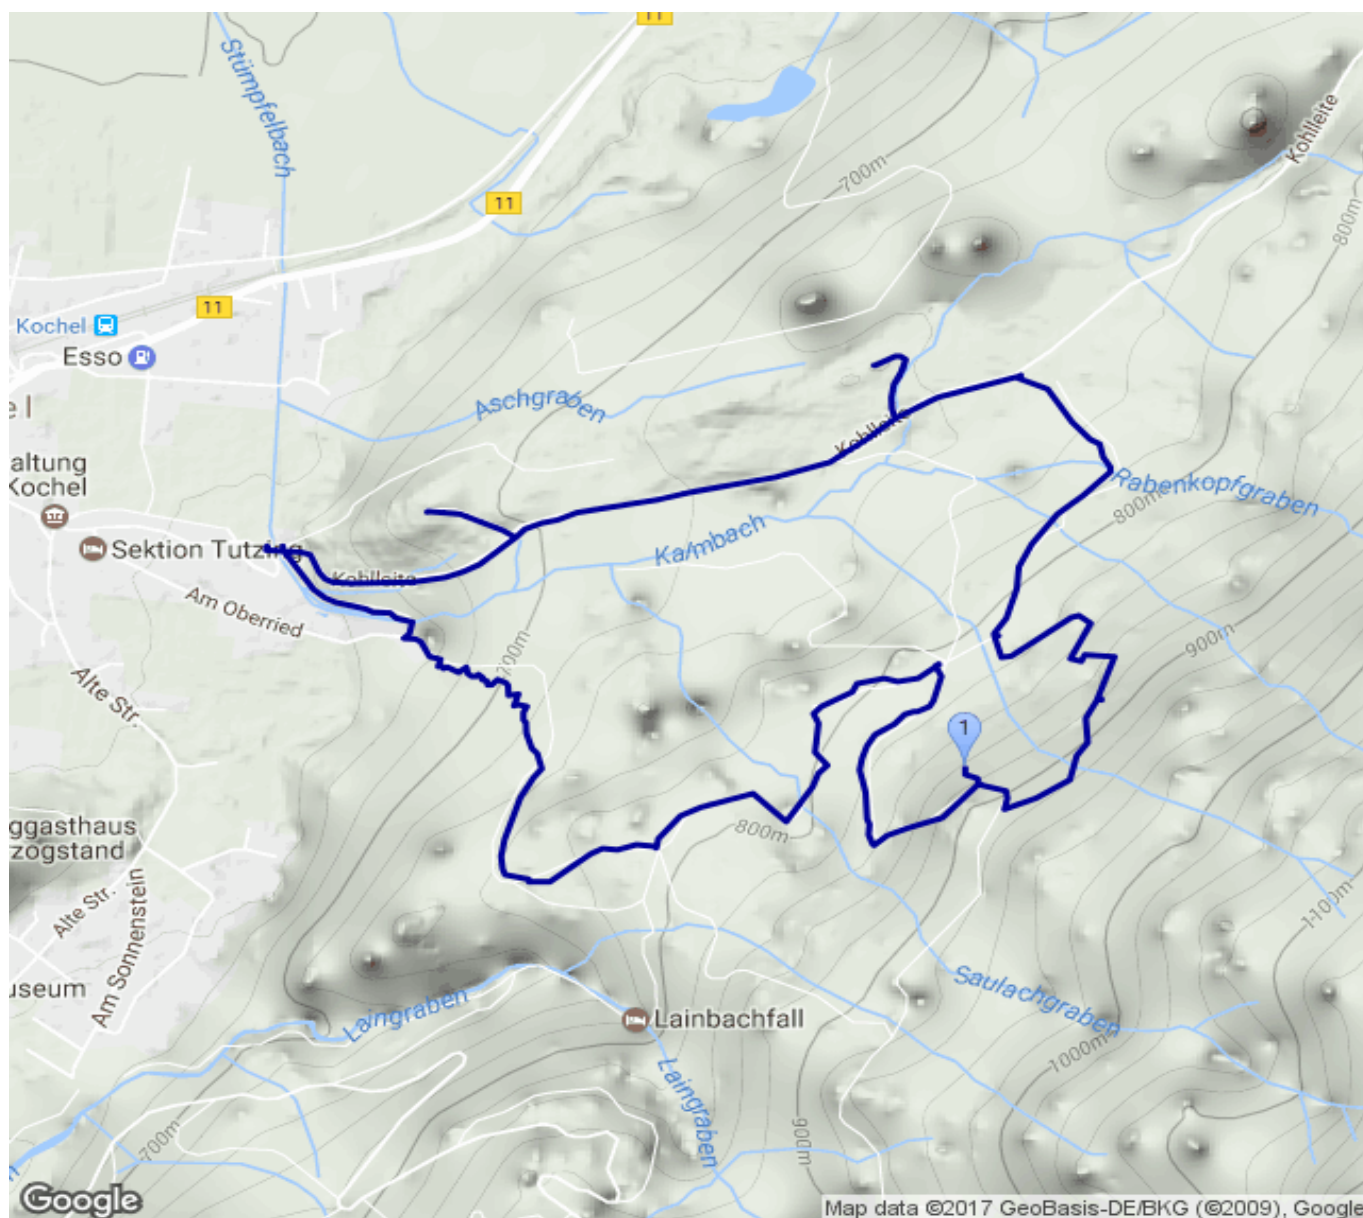 11
Stümpfelbach
700m
Kohlleite
11
800m
11
Kochel
Esso
Aschgraben
e |
altung
Kochel
Kohlleite
Rabenkopfgraben
800m
Sektion Tutzing
Kalmbach
Kohlleite
Am Oberried
900m
700m
Alte Str.
1
ggasthaus
zogstand
800m
Alte Str.
Am Sonnenstein
1100m
useum
Laingraben
Saulachgraben
Lainbachfall
1000m
Laingraben
700m
900m
Google
Map data ©2017 GeoBasis-DE/BKG (©2009), Google